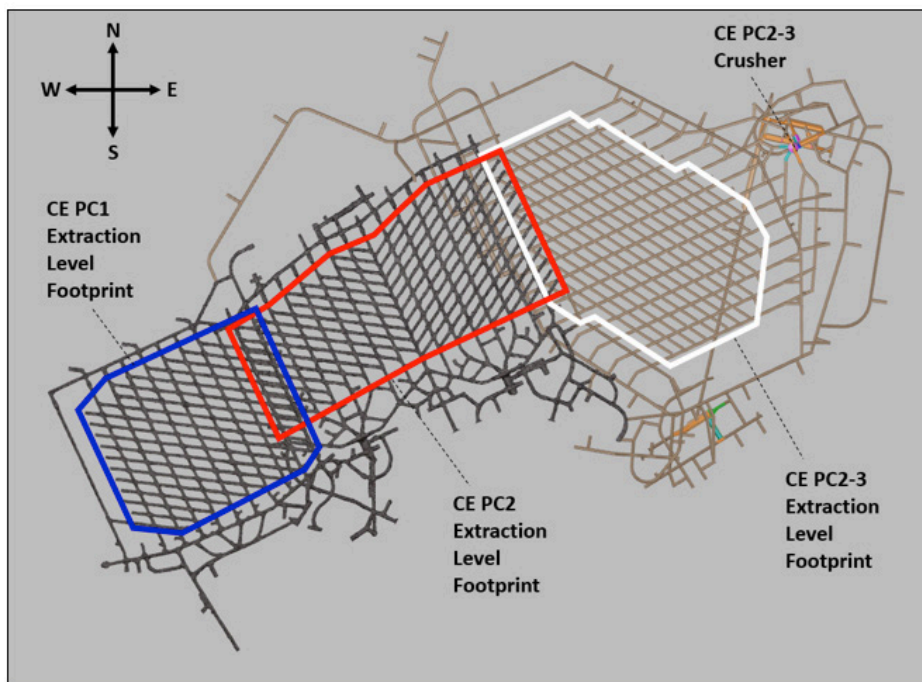 N
W
E
S
CE PC2-3
Crusher
CE PC1
Extraction
Level
Footprint
CE PC2
Extraction
Level
Footprint
CE PC2-3
Extraction
Level
Footprint